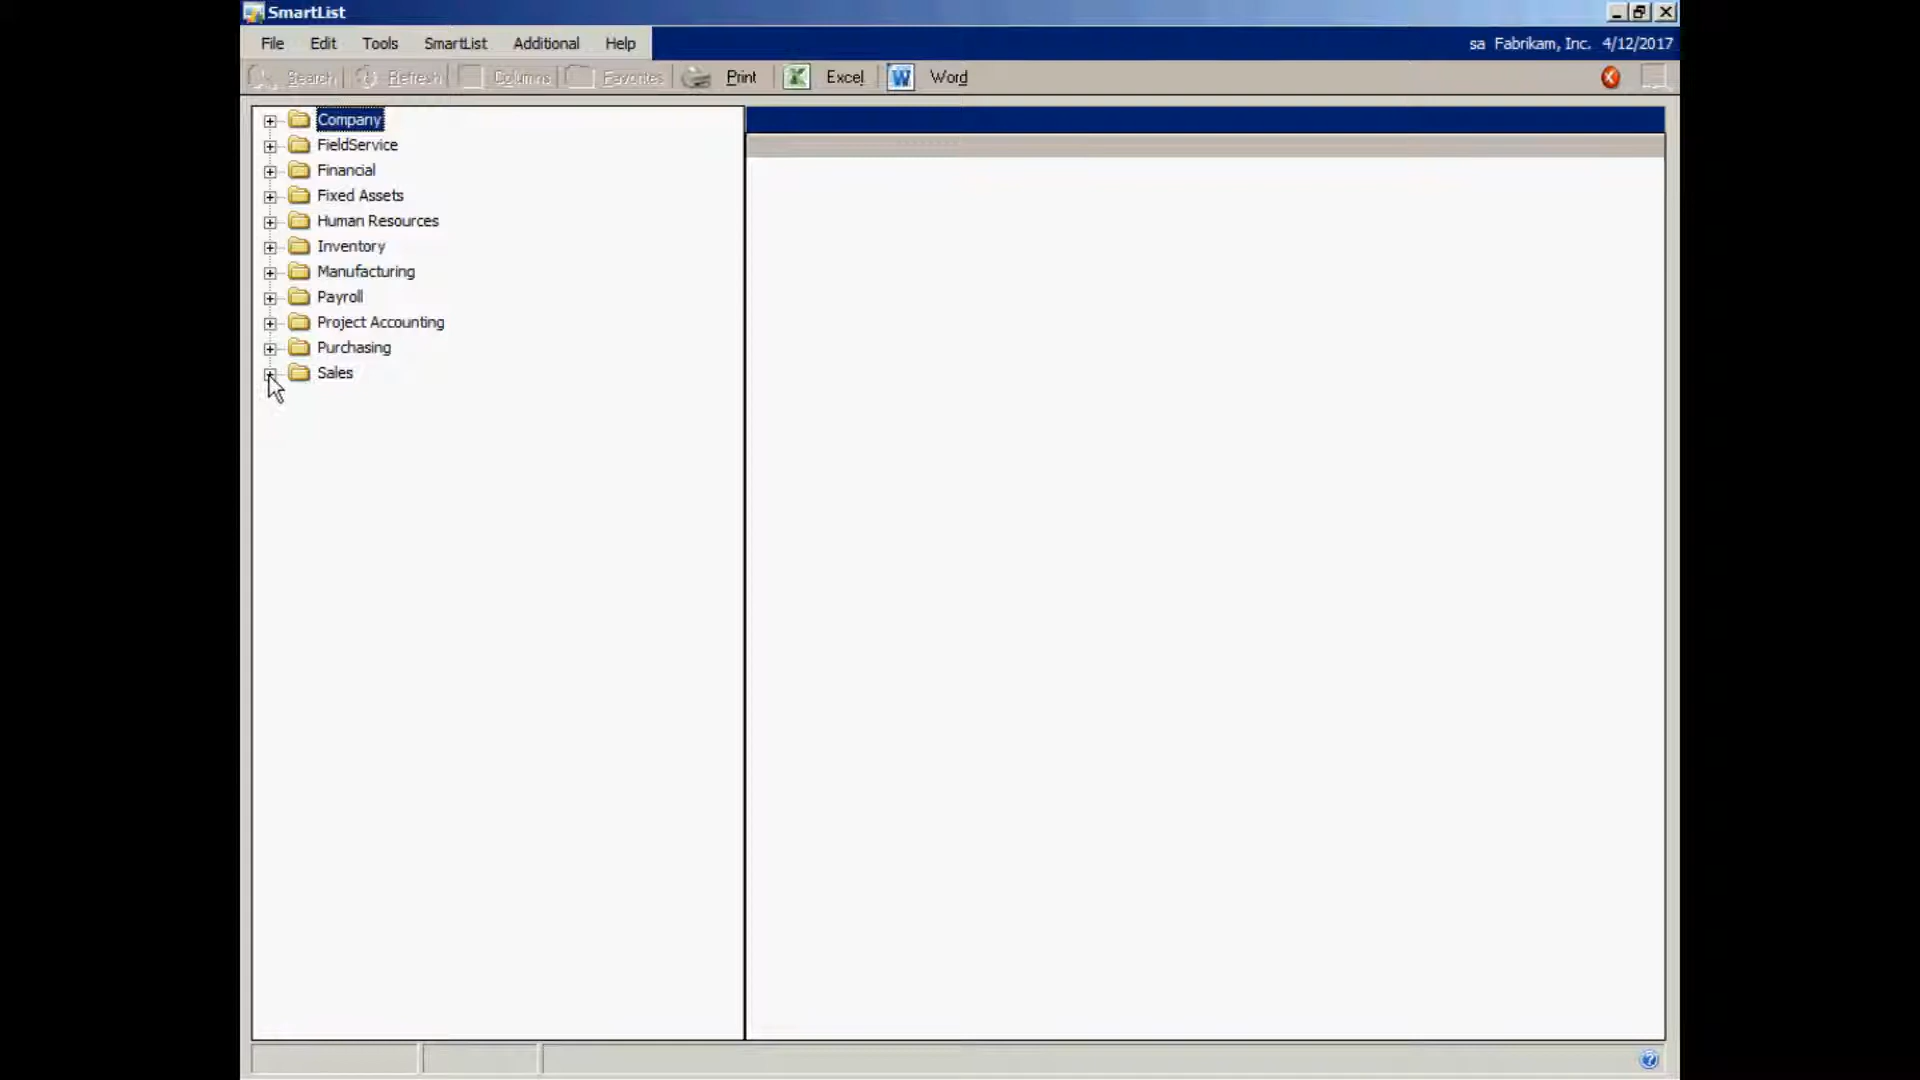 SmartList
File Edit Tools SmartList Additional Help
sa Fabrikam, Inc. 4/12/2017
Search Refresh Columns Favorites Print Excel Word
Company
FieldService
Financial
Fixed Assets
Human Resources
Inventory
Manufacturing
Payroll
Project Accounting
Purchasing
Sales